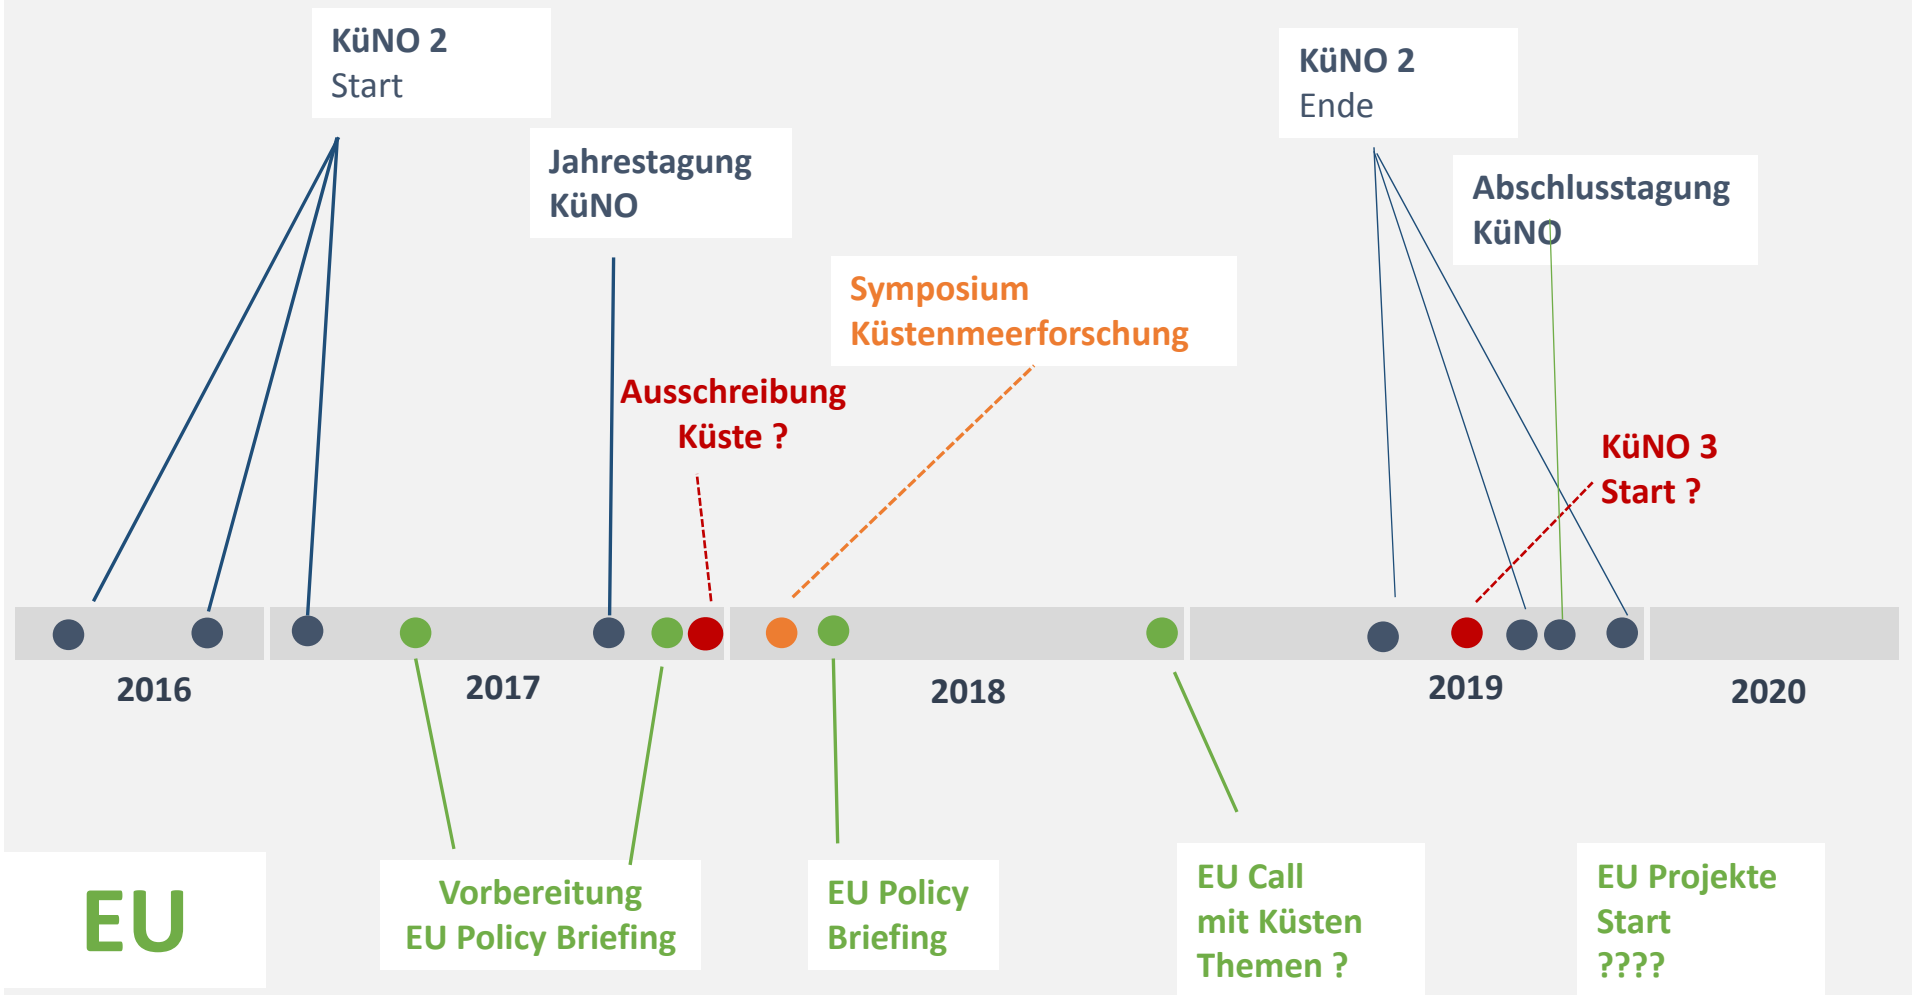 KüNO 2
Start
KüNO 2
Ende
Jahrestagung
KüNO
Abschlusstagung
KüNO
Symposium
Küstenmeerforschung
Ausschreibung
Küste ?
KüNO 3
Start ?
2016
2017
2018
2019
2020
EU
Vorbereitung
EU Policy Briefing
EU Policy
Briefing
EU Call
mit Küsten
Themen ?
EU Projekte
Start
????